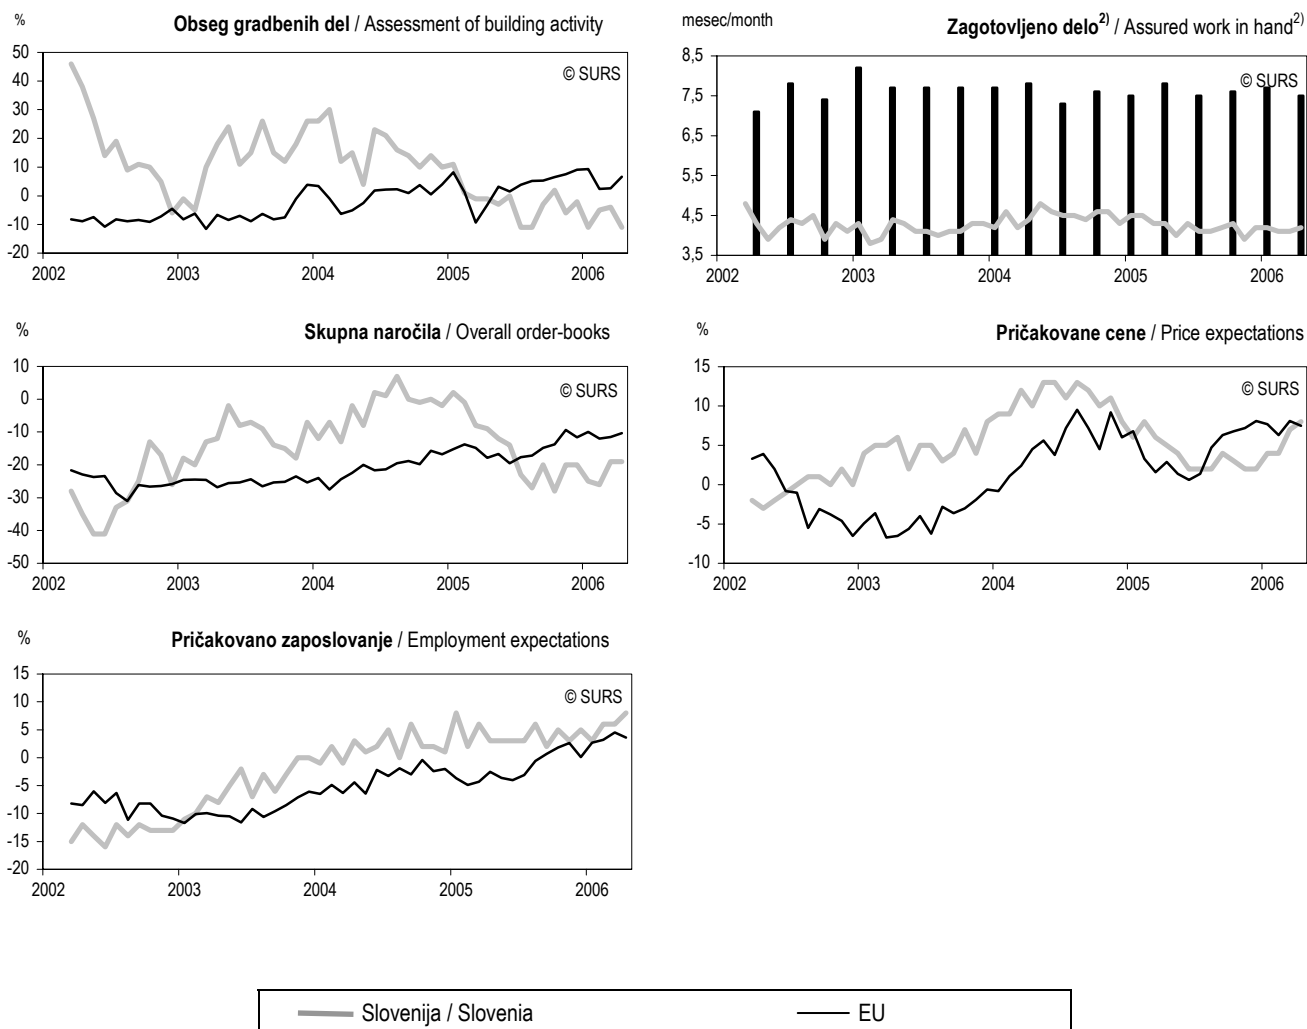 %
Obseg gradbenih del / Assessment of building activity
50
40
30
20
10
0
-10
-20
© SURS
2002 2003 2004 2005 2006
mesec/month
Zagotovljeno delo2) / Assured work in hand2)
8,5
7,5
6,5
5,5
4,5
3,5
© SURS
2002 2003 2004 2005 2006
%
Skupna naročila / Overall order-books
10
0
-10
-20
-30
-40
-50
© SURS
2002 2003 2004 2005 2006
%
Pričakovane cene / Price expectations
15
10
5
0
-5
-10
© SURS
2002 2003 2004 2005 2006
%
Pričakovano zaposlovanje / Employment expectations
15
10
5
0
-5
-10
-15
-20
© SURS
2002 2003 2004 2005 2006
Slovenija / Slovenia EU